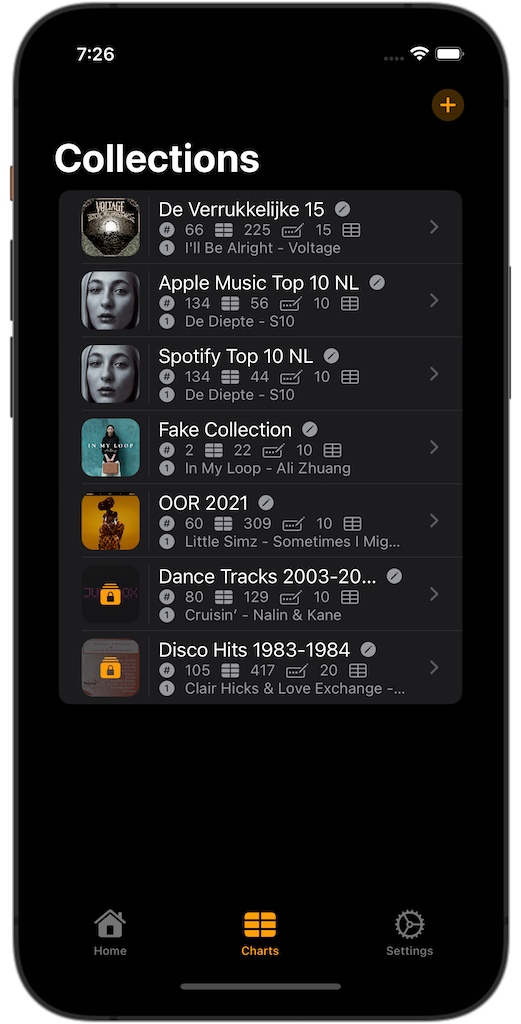 7:26
Collections
De Verrukkelijke 15
# 66 225 15
1 I'll Be Alright - Voltage
Apple Music Top 10 NL
# 134 56 10
1 De Diepte - S10
Spotify Top 10 NL
# 134 44 10
1 De Diepte - S10
IN MY LOOP
Fake Collection
# 2 22 10
1 In My Loop - Ali Zhuang
OOR 2021
# 60 309 10
1 Little Simz - Sometimes I Mig...
Dance Tracks 2003-20...
# 80 129 10
1 Cruisin’ - Nalin & Kane
Disco Hits 1983-1984
# 105 417 20
1 Clair Hicks & Love Exchange -...
Home
Charts
Settings